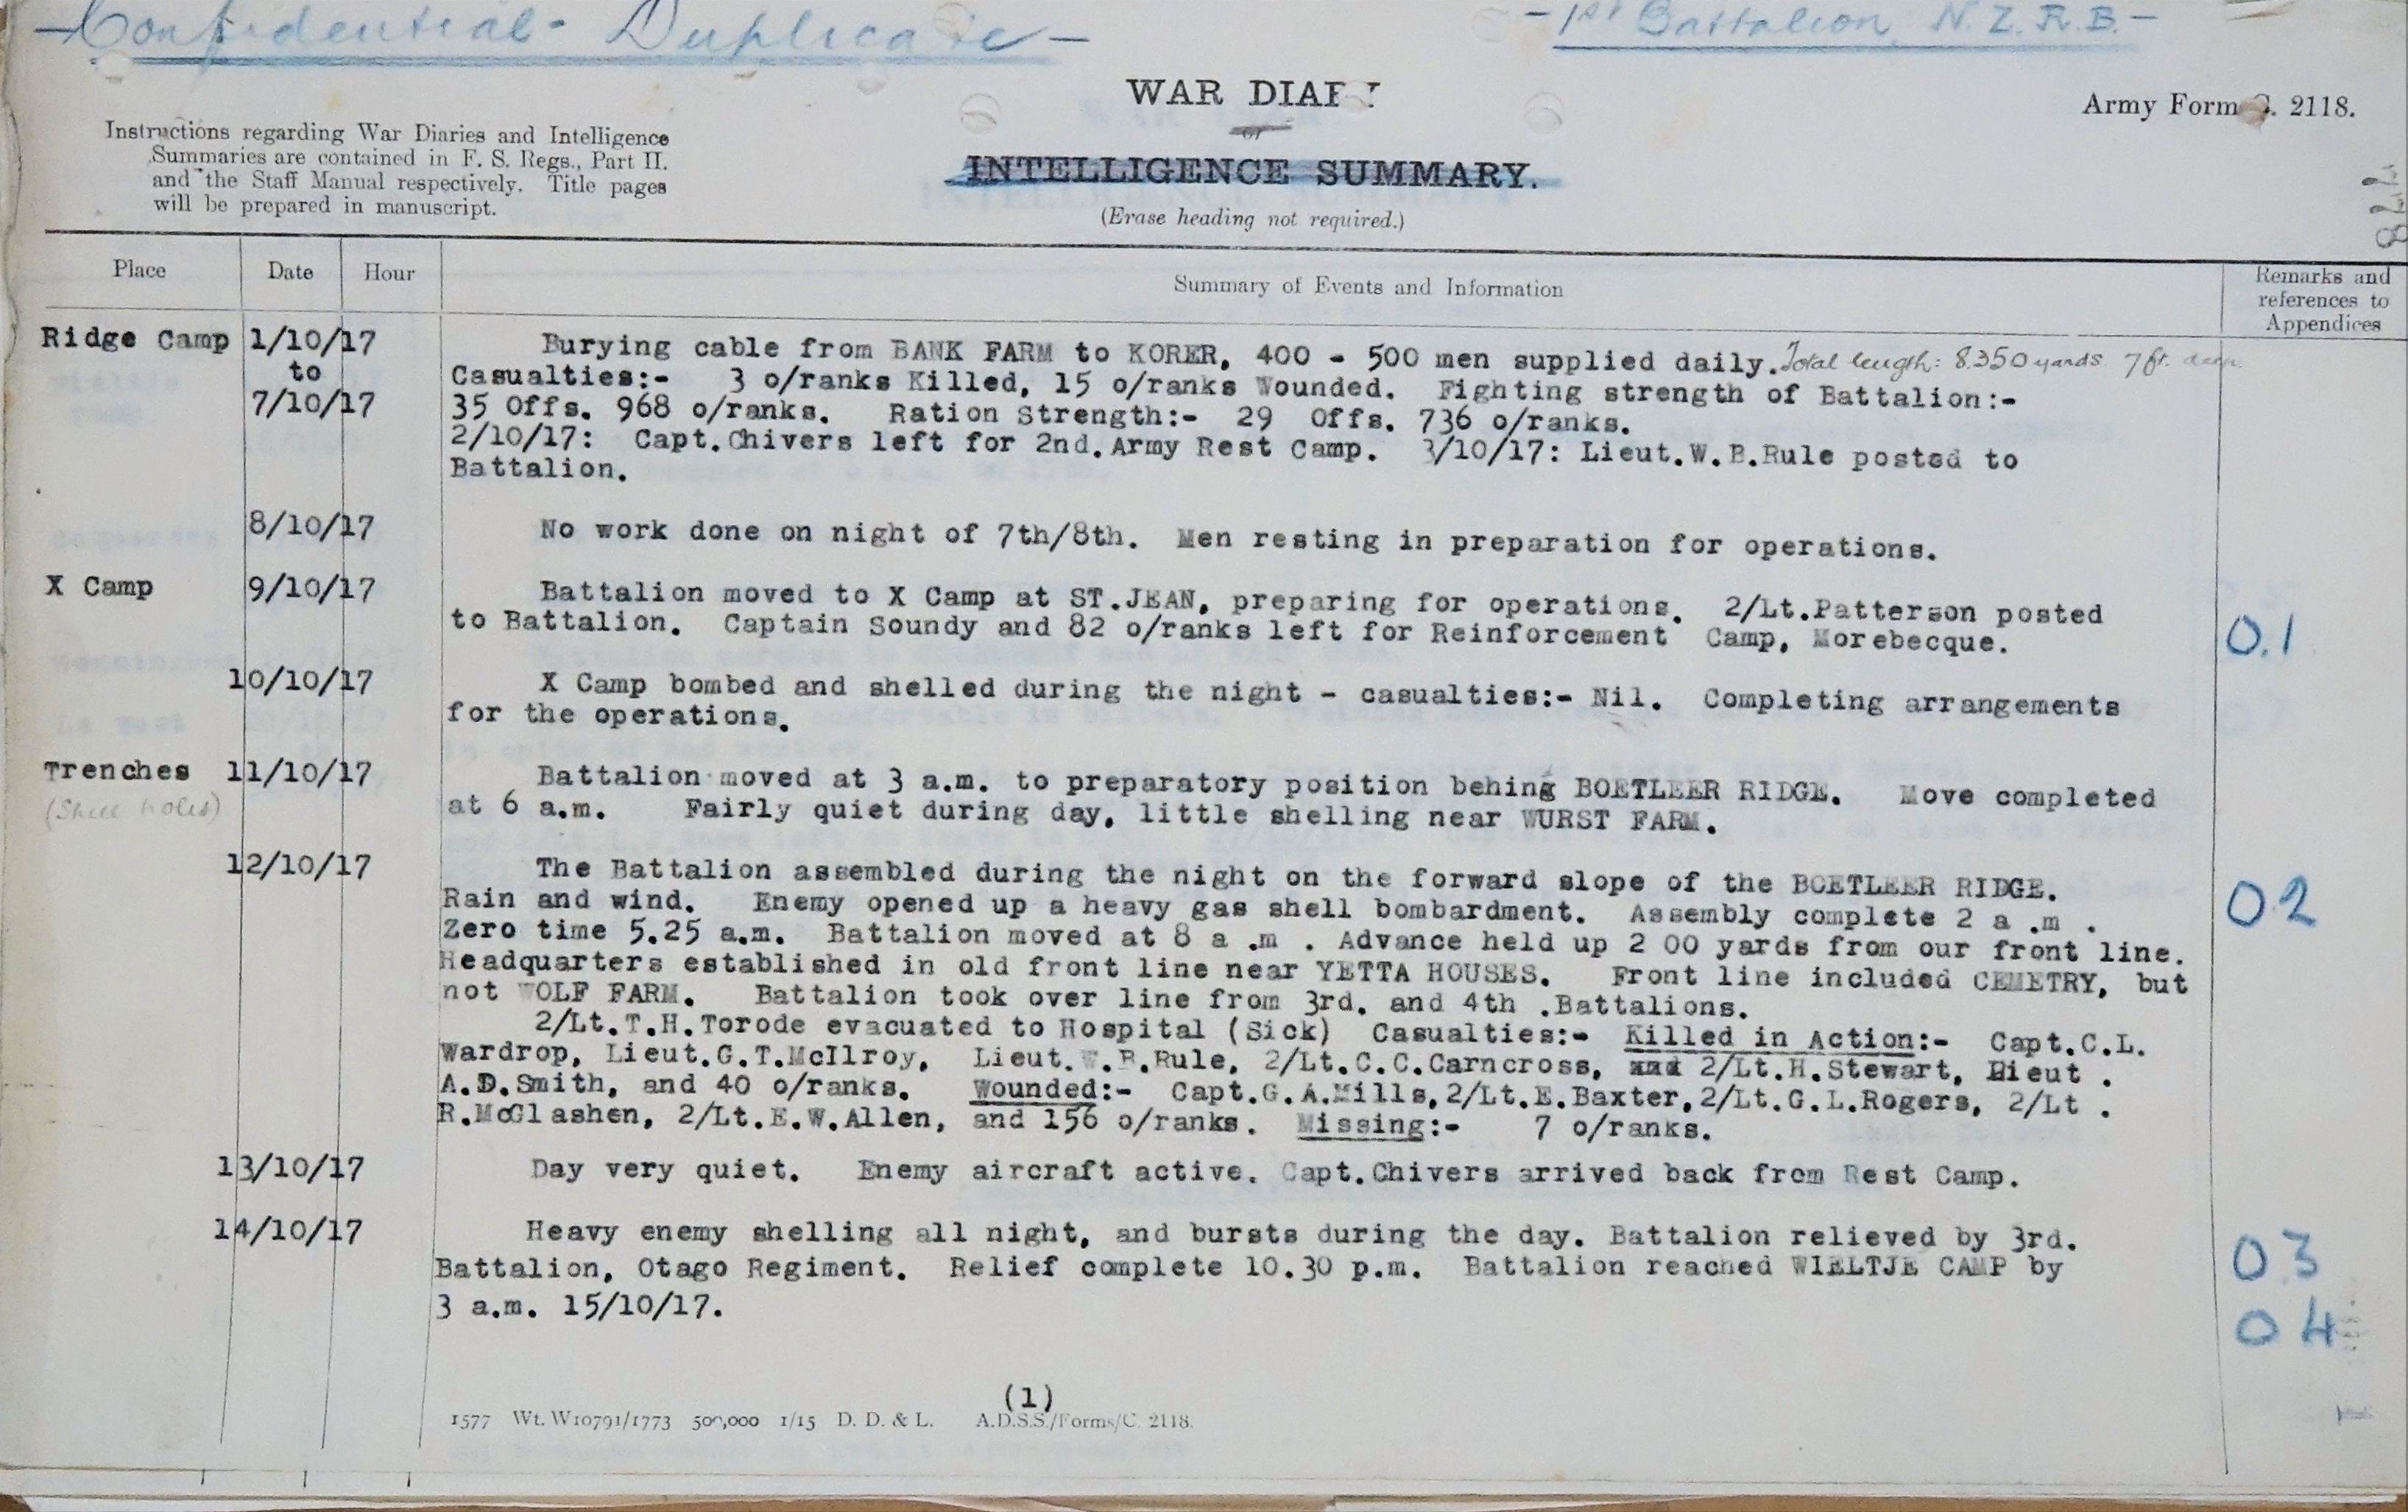 -Confidential- Duplicate-
-1st Battalion, N.Z.R.B.-
WAR DIARY
or
INTELLIGENCE SUMMARY.
(Erase heading not required.)
Army Form C. 2118.
Instructions regarding War Diaries and Intelligence
Summaries are contained in F. S. Regs., Part II.
and the Staff Manual respectively. Title pages
will be prepared in manuscript.
778
Place Date Hour Summary of Events and Information Remarks and
references to
Appendices
Ridge Camp 1/10/17 Burying cable from BANK FARM to KORER, 400 - 500 men supplied daily. Total length: 8350 yards 7ft. deep.
to Casualties:- 3 o/ranks Killed, 15 o/ranks Wounded. Fighting strength of Battalion:-
7/10/17 35 Offs. 968 o/ranks. Ration Strength:- 29 Offs. 736 o/ranks.
2/10/17: Capt.Chivers left for 2nd.Army Rest Camp. 3/10/17: Lieut.W.B.Rule posted to
Battalion.
8/10/17 No work done on night of 7th/8th. Men resting in preparation for operations.
X Camp 9/10/17 Battalion moved to X Camp at ST.JEAN, preparing for operations. 2/Lt.Patterson posted
to Battalion. Captain Soundy and 82 o/ranks left for Reinforcement Camp, Morebecque. O.1
10/10/17 X Camp bombed and shelled during the night - casualties:- Nil. Completing arrangements
for the operations.
Trenches 11/10/17 Battalion moved at 3 a.m. to preparatory position behing BOETLEER RIDGE. Move completed
(Shell holes) at 6 a.m. Fairly quiet during day, little shelling near WURST FARM.
12/10/17 The Battalion assembled during the night on the forward slope of the BOETLEER RIDGE.
Rain and wind. Enemy opened up a heavy gas shell bombardment. Assembly complete 2 a .m . O2
Zero time 5.25 a.m. Battalion moved at 8 a .m . Advance held up 2 00 yards from our front line.
Headquarters established in old front line near YETTA HOUSES. Front line included CEMETRY, but
not WOLF FARM. Battalion took over line from 3rd. and 4th .Battalions.
2/Lt.T.H.Torode evacuated to Hospital (Sick) Casualties:- Killed in Action:- Capt.C.L.
Wardrop, Lieut.G.T.McIlroy, Lieut.W.B.Rule, 2/Lt.C.C.Carncross, and 2/Lt.H.Stewart, Lieut .
A.D.Smith, and 40 o/ranks. Wounded:- Capt.G.A.Mills,2/Lt.E.Baxter,2/Lt.G.L.Rogers, 2/Lt .
R.McGlashen, 2/Lt.E.W.Allen, and 156 o/ranks. Missing:- 7 o/ranks.
13/10/17 Day very quiet. Enemy aircraft active. Capt.Chivers arrived back from Rest Camp.
14/10/17 Heavy enemy shelling all night, and bursts during the day. Battalion relieved by 3rd.
Battalion, Otago Regiment. Relief complete 10.30 p.m. Battalion reached WIELTJE CAMP by O3
3 a.m. 15/10/17. O4
(1)
1577 Wt. W10791/1773 500,000 1/15 D. D. & L. A.D.S.S./Forms/C. 2118.